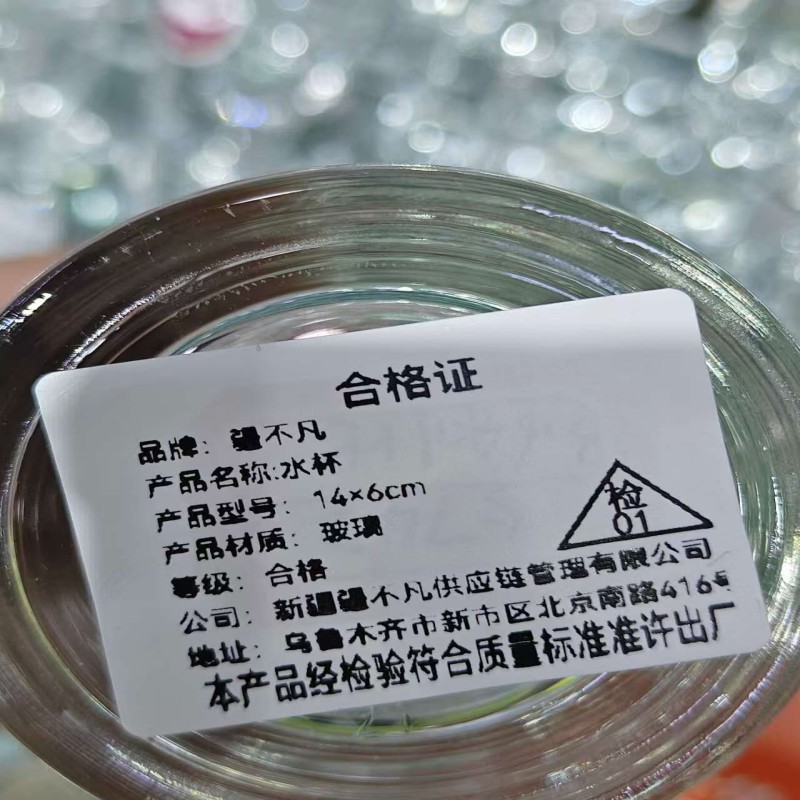 合格证
品牌：疆不凡
产品名称:水杯
产品型号：14×6cm
产品材质：玻璃
等级：合格
检
01
公司：新疆疆不凡供应链管理有限公司
地址：乌鲁木齐市新市区北京南路416号
本产品经检验符合质量标准准许出厂